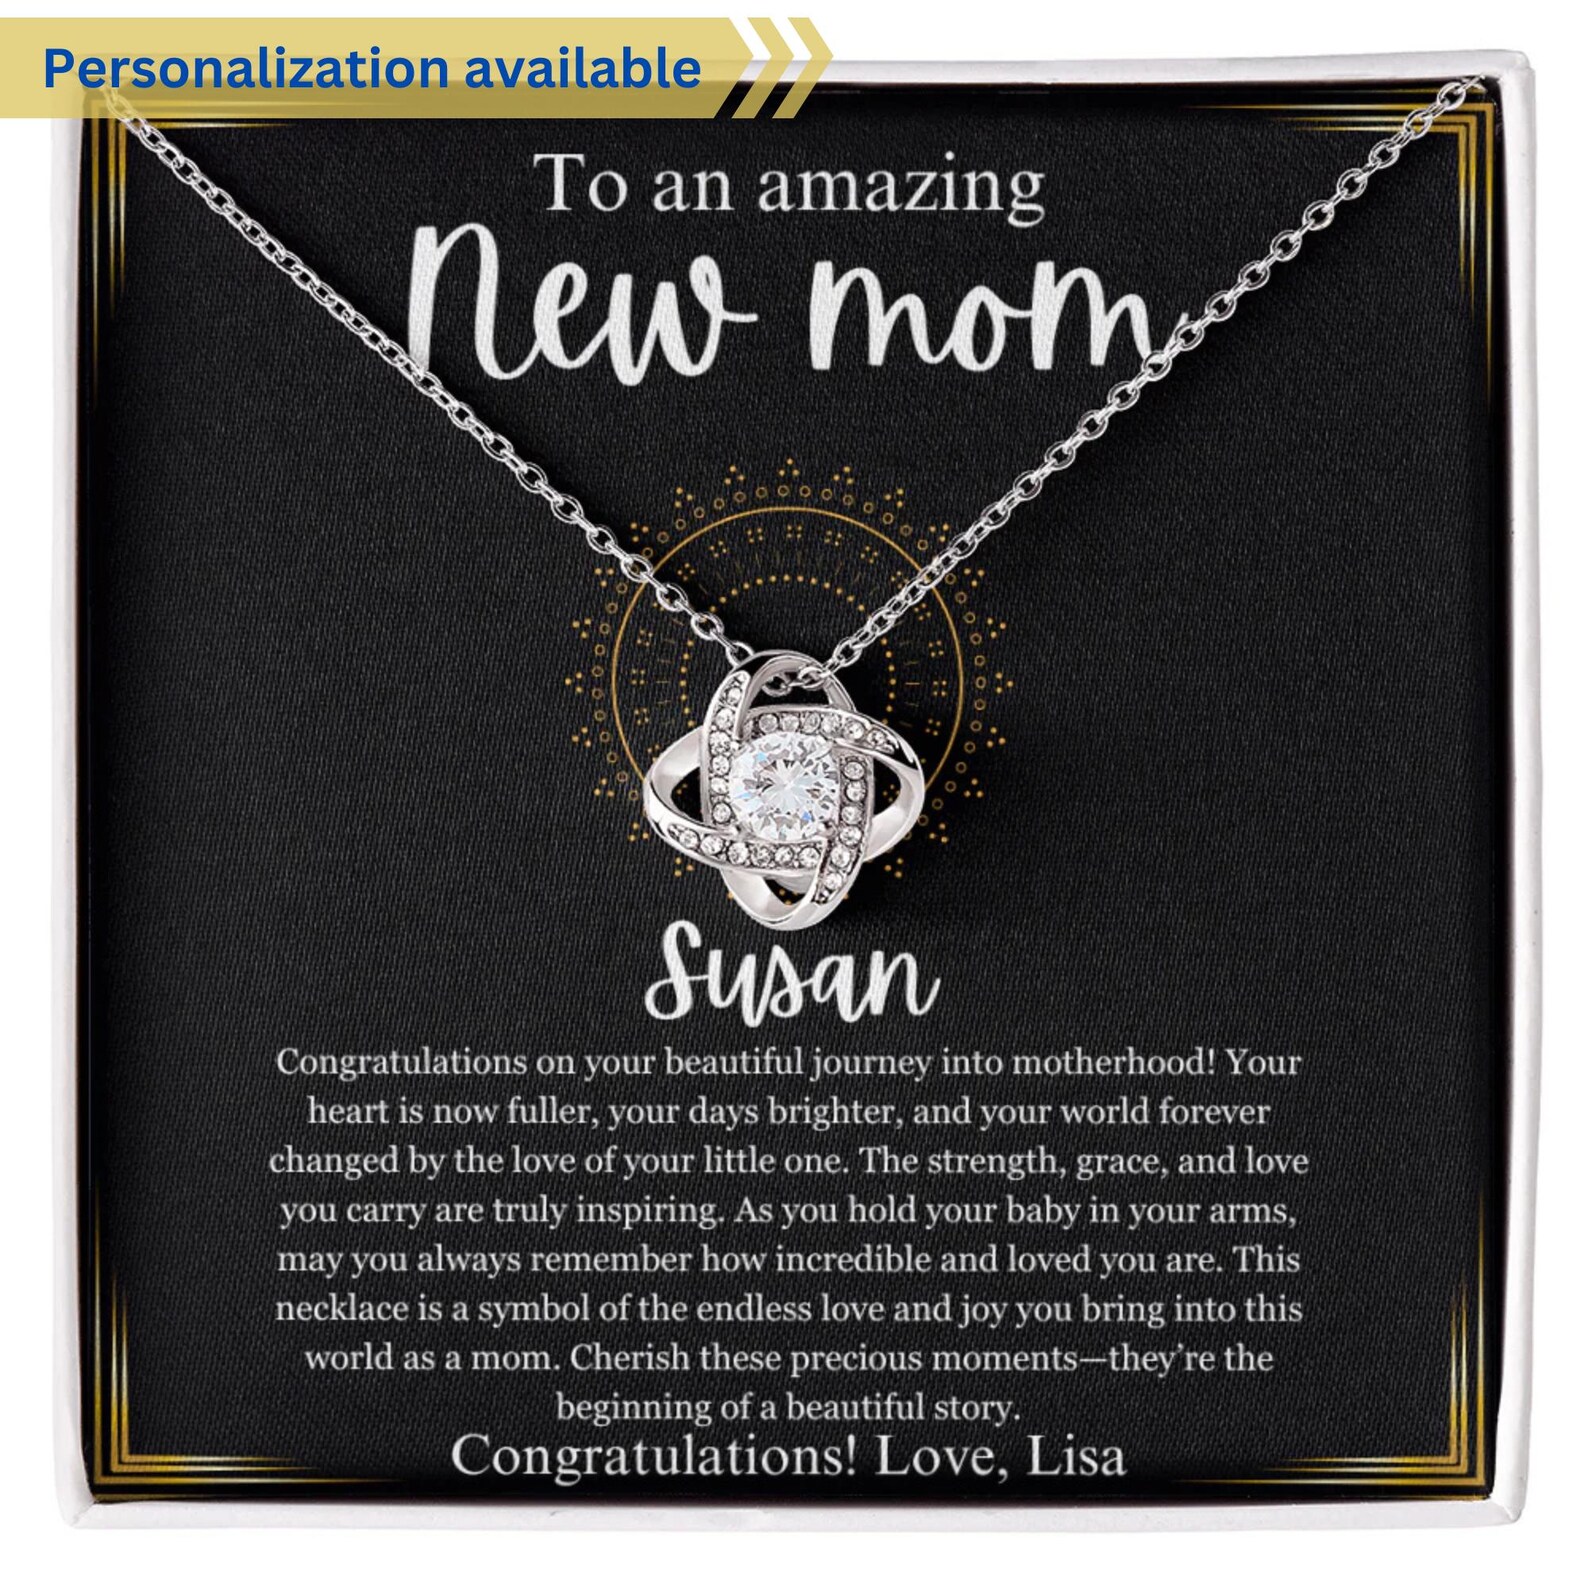 Personalization available
To an amazing
New mom
Susan
Congratulations on your beautiful journey into motherhood! Your
heart is now fuller, your days brighter, and your world forever
changed by the love of your little one. The strength, grace, and love
you carry are truly inspiring. As you hold your baby in your arms,
may you always remember how incredible and loved you are. This
necklace is a symbol of the endless love and joy you bring into this
world as a mom. Cherish these precious moments—they’re the
beginning of a beautiful story.
Congratulations! Love, Lisa